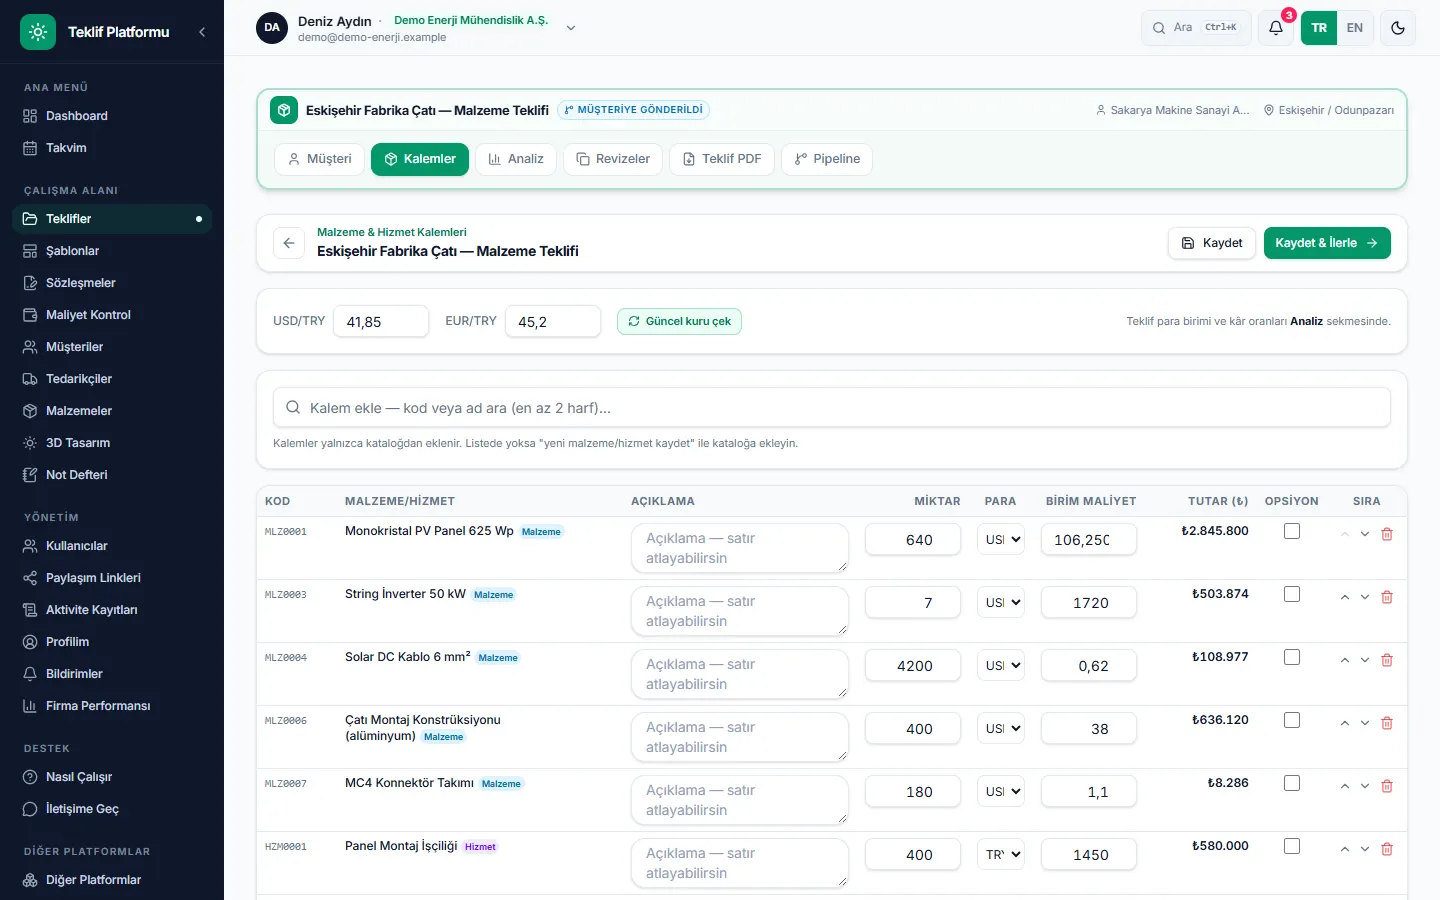 Teklif Platformu
ANA MENÜ
Dashboard
Takvim
ÇALIŞMA ALANI
Teklifler
Şablonlar
Sözleşmeler
Maliyet Kontrol
Müşteriler
Tedarikçiler
Malzemeler
3D Tasarım
Not Defteri
YÖNETİM
Kullanıcılar
Paylaşım Linkleri
Aktivite Kayıtları
Profilim
Bildirimler
Firma Performansı
DESTEK
Nasıl Çalışır
İletişime Geç
DİĞER PLATFORMLAR
Diğer Platformlar
DA
Deniz Aydın · Demo Enerji Mühendislik A.Ş.
demo@demo-enerji.example
Ara Ctrl+K
3
TR EN
Eskişehir Fabrika Çatı — Malzeme Teklifi MÜŞTERİYE GÖNDERİLDİ
Sakarya Makine Sanayi A... Eskişehir / Odunpazarı
Müşteri Kalemler Analiz Revizeler Teklif PDF Pipeline
Malzeme & Hizmet Kalemleri
Eskişehir Fabrika Çatı — Malzeme Teklifi
Kaydet Kaydet & İlerle
USD/TRY 41,85 EUR/TRY 45,2 Güncel kuru çek
Teklif para birimi ve kâr oranları Analiz sekmesinde.
Kalem ekle — kod veya ad ara (en az 2 harf)...
Kalemler yalnızca kataloğdan eklenir. Listede yoksa "yeni malzeme/hizmet kaydet" ile kataloğa ekleyin.
KOD MALZEME/HİZMET AÇIKLAMA MİKTAR PARA BİRİM MALİYET TUTAR (₺) OPSİYON SIRA
MLZ0001 Monokristal PV Panel 625 Wp Malzeme Açıklama — satır atlayabilirsin 640 USI 106,250 ₺2.845.800
MLZ0003 String İnverter 50 kW Malzeme Açıklama — satır atlayabilirsin 7 USI 1720 ₺503.874
MLZ0004 Solar DC Kablo 6 mm² Malzeme Açıklama — satır atlayabilirsin 4200 USI 0,62 ₺108.977
MLZ0006 Çatı Montaj Konstrüksiyonu (alüminyum) Malzeme Açıklama — satır atlayabilirsin 400 USI 38 ₺636.120
MLZ0007 MC4 Konnektör Takımı Malzeme Açıklama — satır atlayabilirsin 180 USI 1,1 ₺8.286
HZM0001 Panel Montaj İşçiliği Hizmet Açıklama — satır atlayabilirsin 400 TRY 1450 ₺580.000